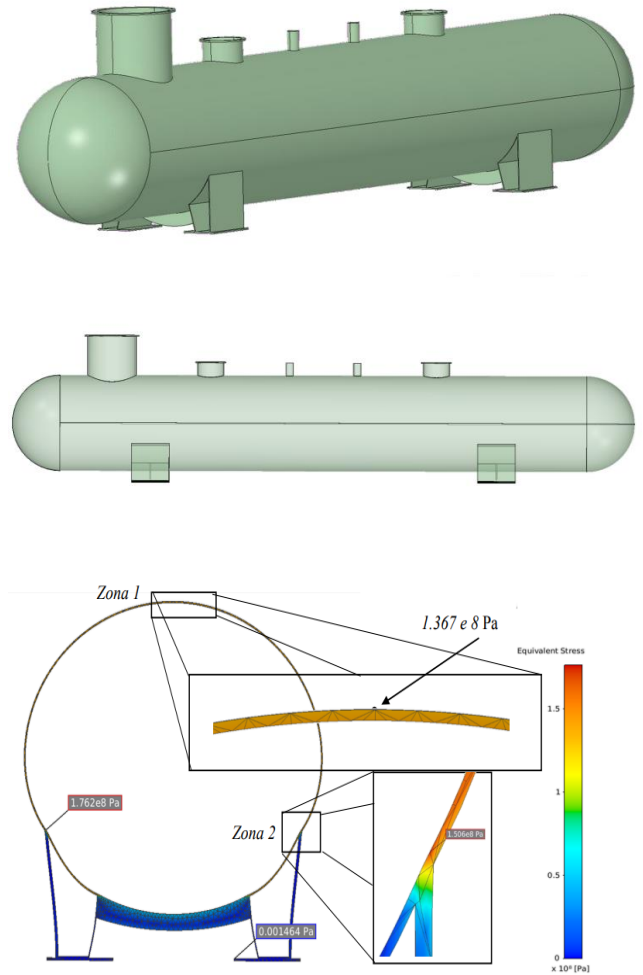 Zona 1
1.367 e 8 Pa
Equivalent Stress
1.5
1.762e8 Pa
1
Zona 2
1.506e8 Pa
0.5
0.001464 Pa
0
x 10⁸ [Pa]